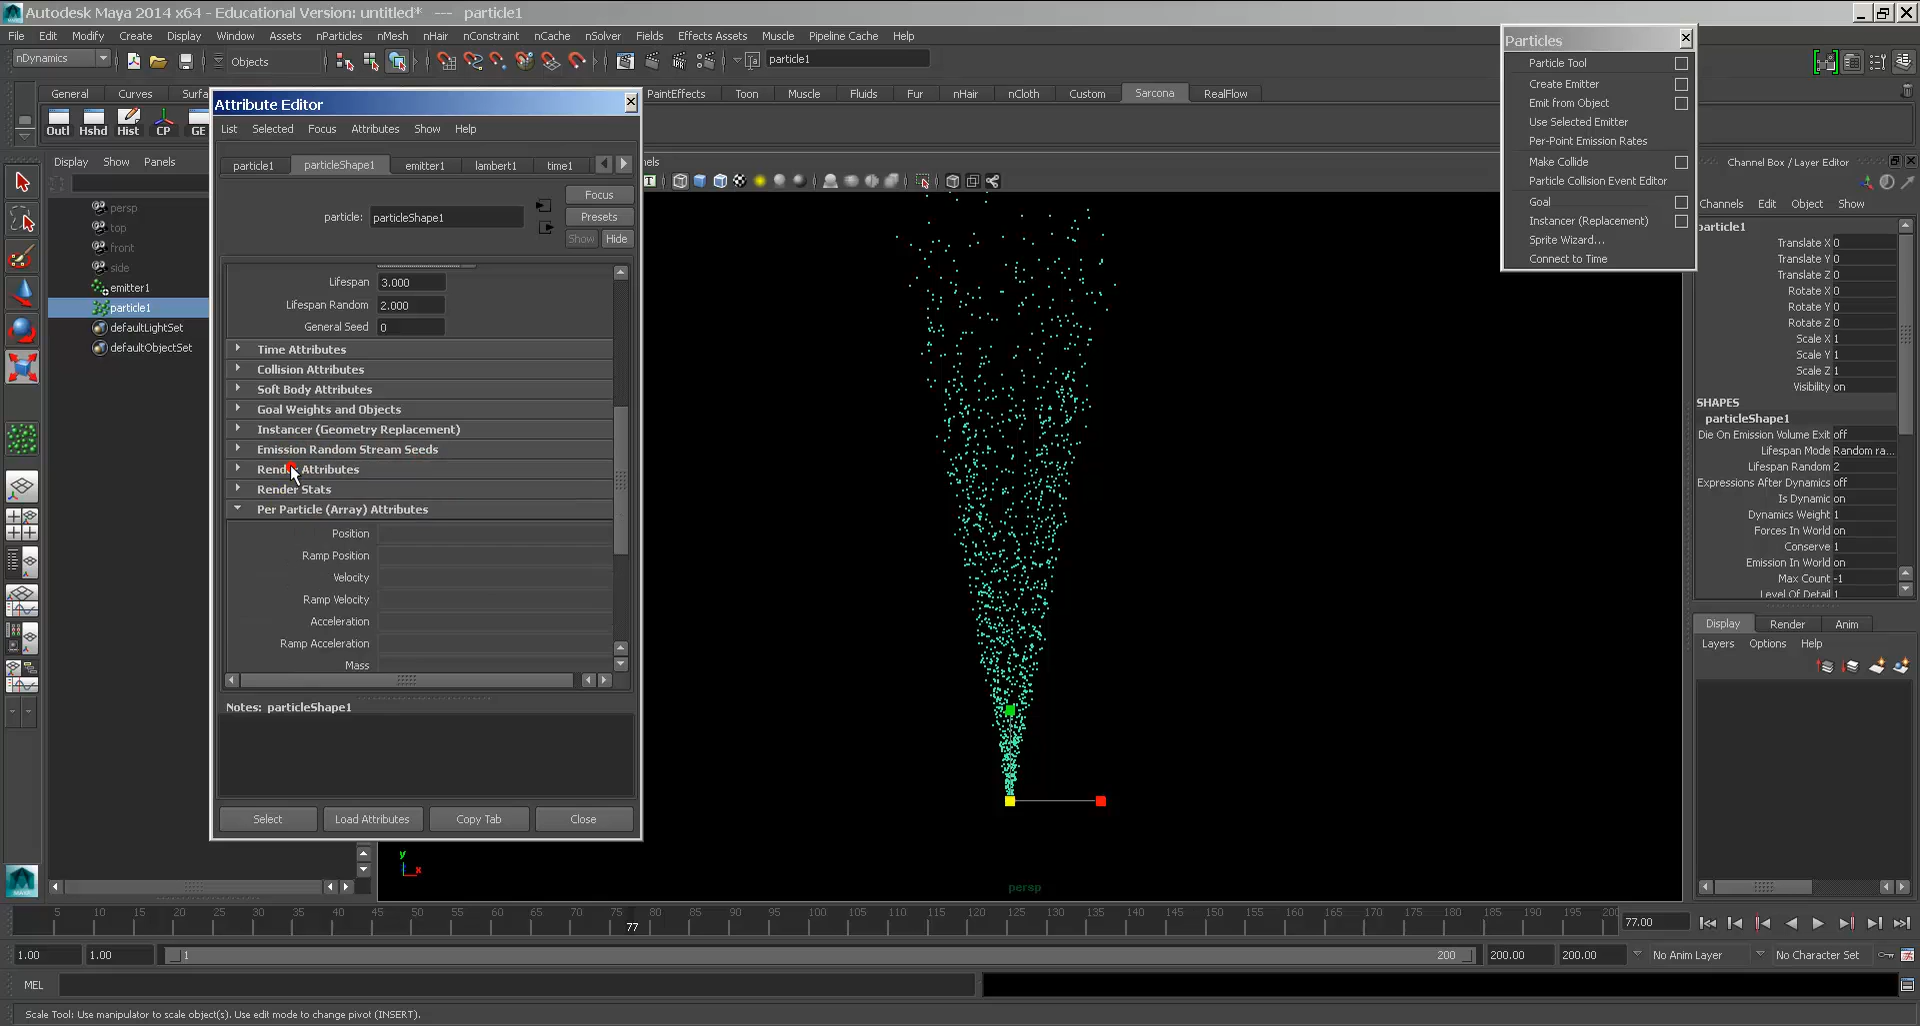 Autodesk Maya 2014 x64 - Educational Version: untitled*   ---   particle1
File Edit Modify Create Display Window Assets nParticles nMesh nHair nConstraint nCache nSolver Fields Effects Assets Muscle Pipeline Cache Help
nDynamics Objects particle1
General Curves Surfa PaintEffects Toon Muscle Fluids Fur nHair nCloth Custom Sarcona RealFlow
Outl Hshd Hist CP GE
Display Show Panels
persp
top
front
side
emitter1
particle1
defaultLightSet
defaultObjectSet
Attribute Editor
List Selected Focus Attributes Show Help
particle1 particleShape1 emitter1 lambert1 time1
Focus
Presets
Show Hide
particle: particleShape1
Lifespan 3.000
Lifespan Random 2.000
General Seed 0
Time Attributes
Collision Attributes
Soft Body Attributes
Goal Weights and Objects
Instancer (Geometry Replacement)
Emission Random Stream Seeds
Render Attributes
Render Stats
Per Particle (Array) Attributes
Position
Ramp Position
Velocity
Ramp Velocity
Acceleration
Ramp Acceleration
Mass
Notes: particleShape1
Select Load Attributes Copy Tab Close
nels
y
x
persp
Particles
Particle Tool
Create Emitter
Emit from Object
Use Selected Emitter
Per-Point Emission Rates
Make Collide
Particle Collision Event Editor
Goal
Instancer (Replacement)
Sprite Wizard...
Connect to Time
Channel Box / Layer Editor
Channels Edit Object Show
particle1
Translate X 0
Translate Y 0
Translate Z 0
Rotate X 0
Rotate Y 0
Rotate Z 0
Scale X 1
Scale Y 1
Scale Z 1
Visibility on
SHAPES
particleShape1
Die On Emission Volume Exit off
Lifespan Mode Random ra...
Lifespan Random 2
Expressions After Dynamics off
Is Dynamic on
Dynamics Weight 1
Forces In World on
Conserve 1
Emission In World on
Max Count -1
Level Of Detail 1
Display Render Anim
Layers Options Help
5 10 15 20 25 30 35 40 45 50 55 60 65 70 75 80 85 90 95 100 105 110 115 120 125 130 135 140 145 150 155 160 165 170 175 180 185 190 195 200
77
77.00
1.00 1.00 1 200 200.00 200.00 No Anim Layer No Character Set
MEL
Scale Tool: Use manipulator to scale object(s). Use edit mode to change pivot (INSERT).